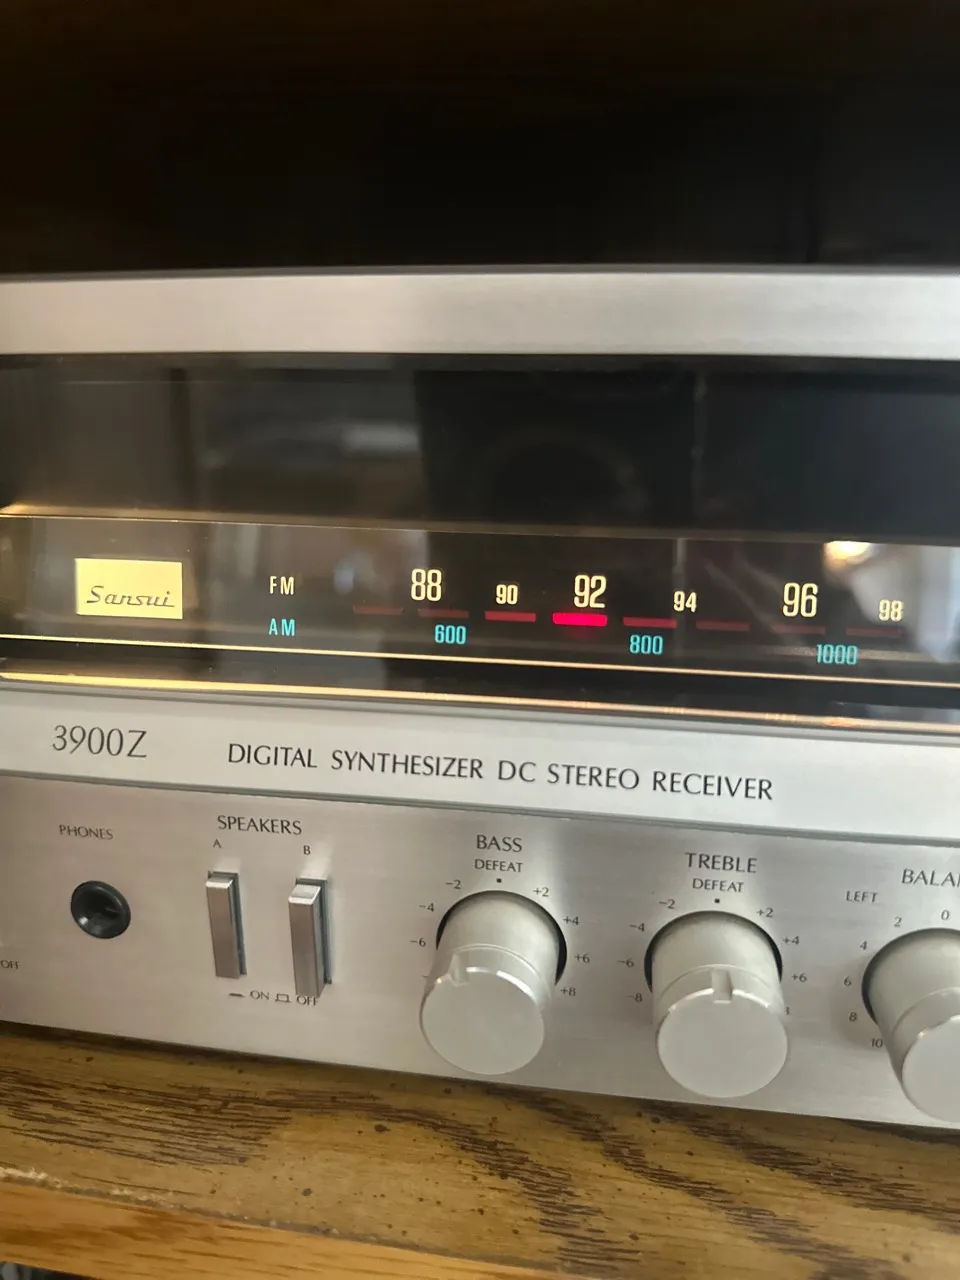 Sansui
FM 88 90 92 94 96 98
AM 600 800 1000
3900Z DIGITAL SYNTHESIZER DC STEREO RECEIVER
PHONES
SPEAKERS
A B
ON OFF
OFF
BASS
DEFEAT
-2 +2
-4 +4
-6 +6
+8
TREBLE
DEFEAT
-2 +2
-4 +4
-6 +6
-8
LEFT
2 0
4
6
8
10